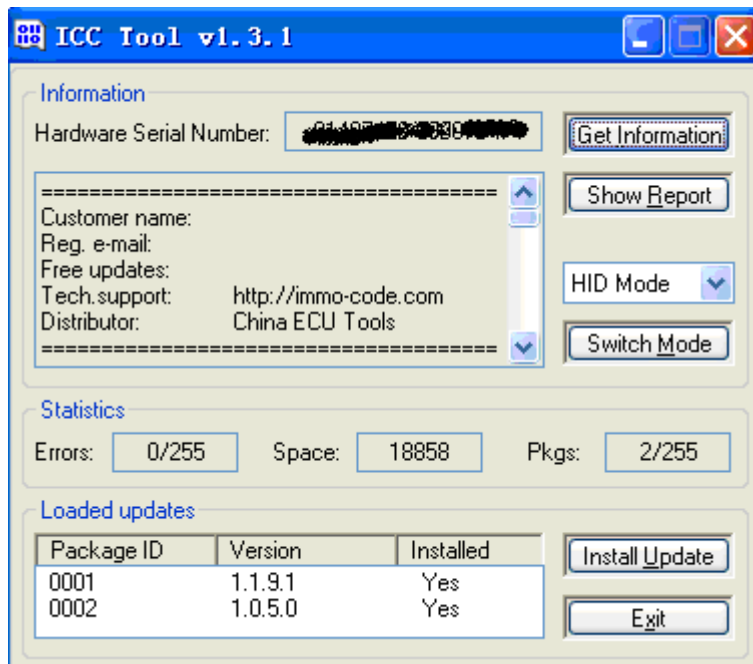 ICC Tool v1.3.1
Information
Hardware Serial Number:
Get Information
========================================
Customer name:
Reg. e-mail:
Free updates:
Tech.support: http://immo-code.com
Distributor: China ECU Tools
========================================
Show Report
HID Mode
Switch Mode
Statistics
Errors: 0/255 Space: 18858 Pkgs: 2/255
Loaded updates
Package ID Version Installed
0001 1.1.9.1 Yes
0002 1.0.5.0 Yes
Install Update
Exit